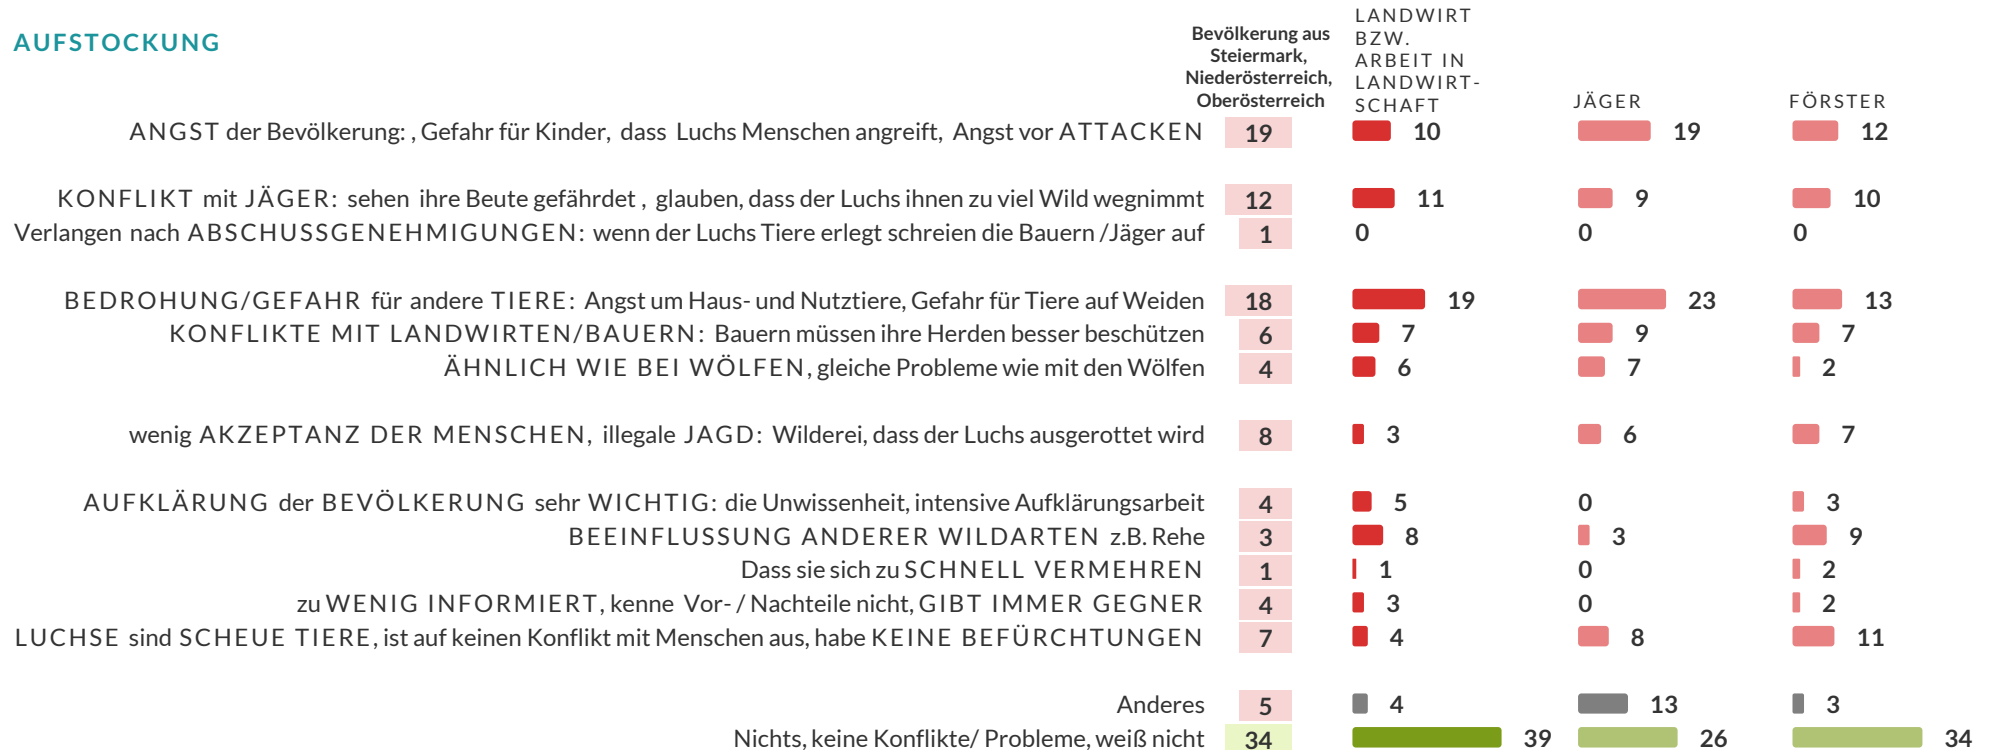 AUFSTOCKUNG
Bevölkerung aus
Steiermark,
Niederösterreich,
Oberösterreich
LANDWIRT
BZW.
ARBEIT IN
LANDWIRT-
SCHAFT
JÄGER
FÖRSTER
ANGST der Bevölkerung: , Gefahr für Kinder, dass Luchs Menschen angreift, Angst vor ATTACKEN 19 10 19 12
KONFLIKT mit JÄGER: sehen ihre Beute gefährdet , glauben, dass der Luchs ihnen zu viel Wild wegnimmt 12 11 9 10
Verlangen nach ABSCHUSSGENEHMIGUNGEN: wenn der Luchs Tiere erlegt schreien die Bauern /Jäger auf 1 0 0 0
BEDROHUNG/GEFAHR für andere TIERE: Angst um Haus- und Nutztiere, Gefahr für Tiere auf Weiden 18 19 23 13
KONFLIKTE MIT LANDWIRTEN/BAUERN: Bauern müssen ihre Herden besser beschützen 6 7 9 7
ÄHNLICH WIE BEI WÖLFEN, gleiche Probleme wie mit den Wölfen 4 6 7 2
wenig AKZEPTANZ DER MENSCHEN, illegale JAGD: Wilderei, dass der Luchs ausgerottet wird 8 3 6 7
AUFKLÄRUNG der BEVÖLKERUNG sehr WICHTIG: die Unwissenheit, intensive Aufklärungsarbeit 4 5 0 3
BEEINFLUSSUNG ANDERER WILDARTEN z.B. Rehe 3 8 3 9
Dass sie sich zu SCHNELL VERMEHREN 1 1 0 2
zu WENIG INFORMIERT, kenne Vor- / Nachteile nicht, GIBT IMMER GEGNER 4 3 0 2
LUCHSE sind SCHEUE TIERE, ist auf keinen Konflikt mit Menschen aus, habe KEINE BEFÜRCHTUNGEN 7 4 8 11
Anderes 5 4 13 3
Nichts, keine Konflikte/ Probleme, weiß nicht 34 39 26 34